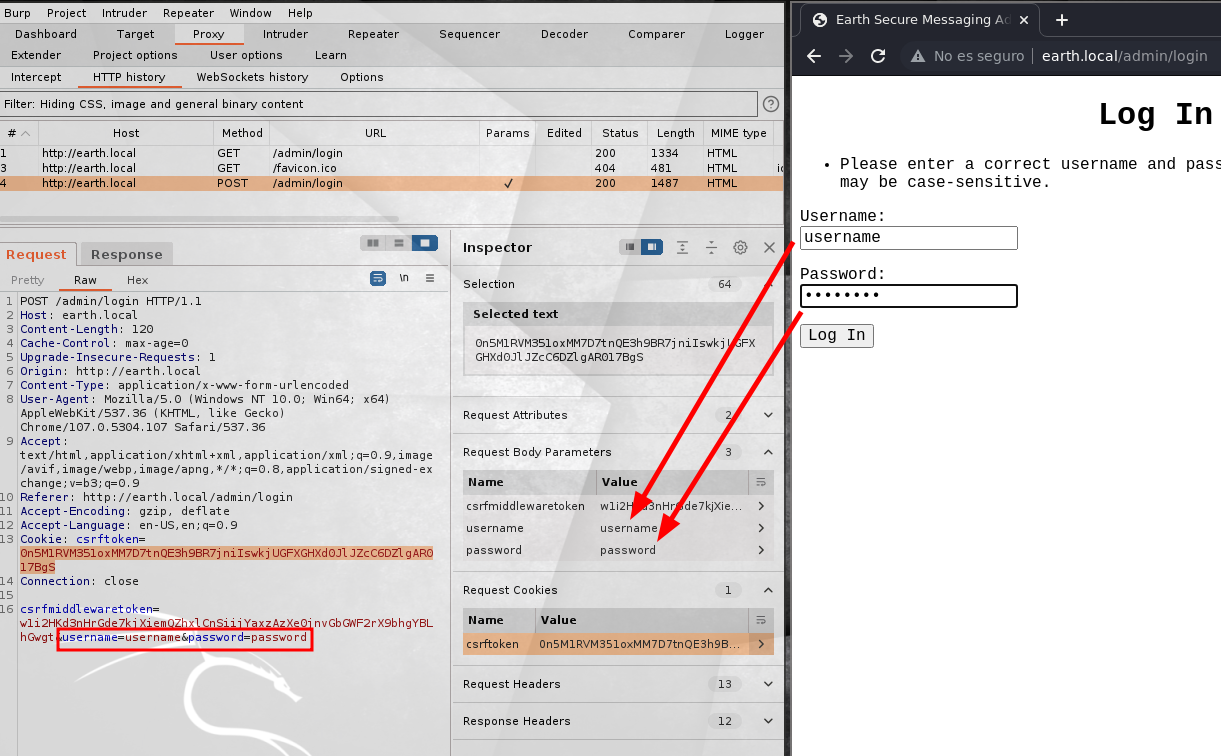 Burp Project Intruder Repeater Window Help
Dashboard Target Proxy Intruder Repeater Sequencer Decoder Comparer Logger
Extender Project options User options Learn
Intercept HTTP history WebSockets history Options
Filter: Hiding CSS, image and general binary content
# Host Method URL Params Edited Status Length MIME type
1 http://earth.local GET /admin/login 200 1334 HTML
3 http://earth.local GET /favicon.ico 404 481 HTML
4 http://earth.local POST /admin/login ✓ 200 1487 HTML
Request Response
Pretty Raw Hex
\n
1 POST /admin/login HTTP/1.1
2 Host: earth.local
3 Content-Length: 120
4 Cache-Control: max-age=0
5 Upgrade-Insecure-Requests: 1
6 Origin: http://earth.local
7 Content-Type: application/x-www-form-urlencoded
8 User-Agent: Mozilla/5.0 (Windows NT 10.0; Win64; x64)
AppleWebKit/537.36 (KHTML, like Gecko)
Chrome/107.0.5304.107 Safari/537.36
9 Accept:
text/html,application/xhtml+xml,application/xml;q=0.9,image
/avif,image/webp,image/apng,*/*;q=0.8,application/signed-ex
change;v=b3;q=0.9
10 Referer: http://earth.local/admin/login
11 Accept-Encoding: gzip, deflate
12 Accept-Language: en-US,en;q=0.9
13 Cookie: csrftoken=
0n5M1RVM351oxMM7D7tnQE3h9BR7jniIswkjUGFXGHXd0JlJZcC6DZlgAR0
17BgS
14 Connection: close
15
16 csrfmiddlewaretoken=
w1i2HKd3nHrGde7kjXiemQZhxlCnSiijYaxzAzXe0jnvGbGWF2rX9bhgYBL
hGwgt&username=username&password=password
Inspector
Selection 64
Selected text
0n5M1RVM351oxMM7D7tnQE3h9BR7jniIswkjUGFX
GHXd0JlJZcC6DZlgAR017BgS
Request Attributes 2
Request Body Parameters 3
Name Value
csrfmiddlewaretoken w1i2HKd3nHrGde7kjXie...
username username
password password
Request Cookies 1
Name Value
csrftoken 0n5M1RVM351oxMM7D7tnQE3h9B...
Request Headers 13
Response Headers 12
Earth Secure Messaging Ad
No es seguro earth.local/admin/login
Log In
• Please enter a correct username and pass
may be case-sensitive.
Username:
username
Password:
••••••••
Log In